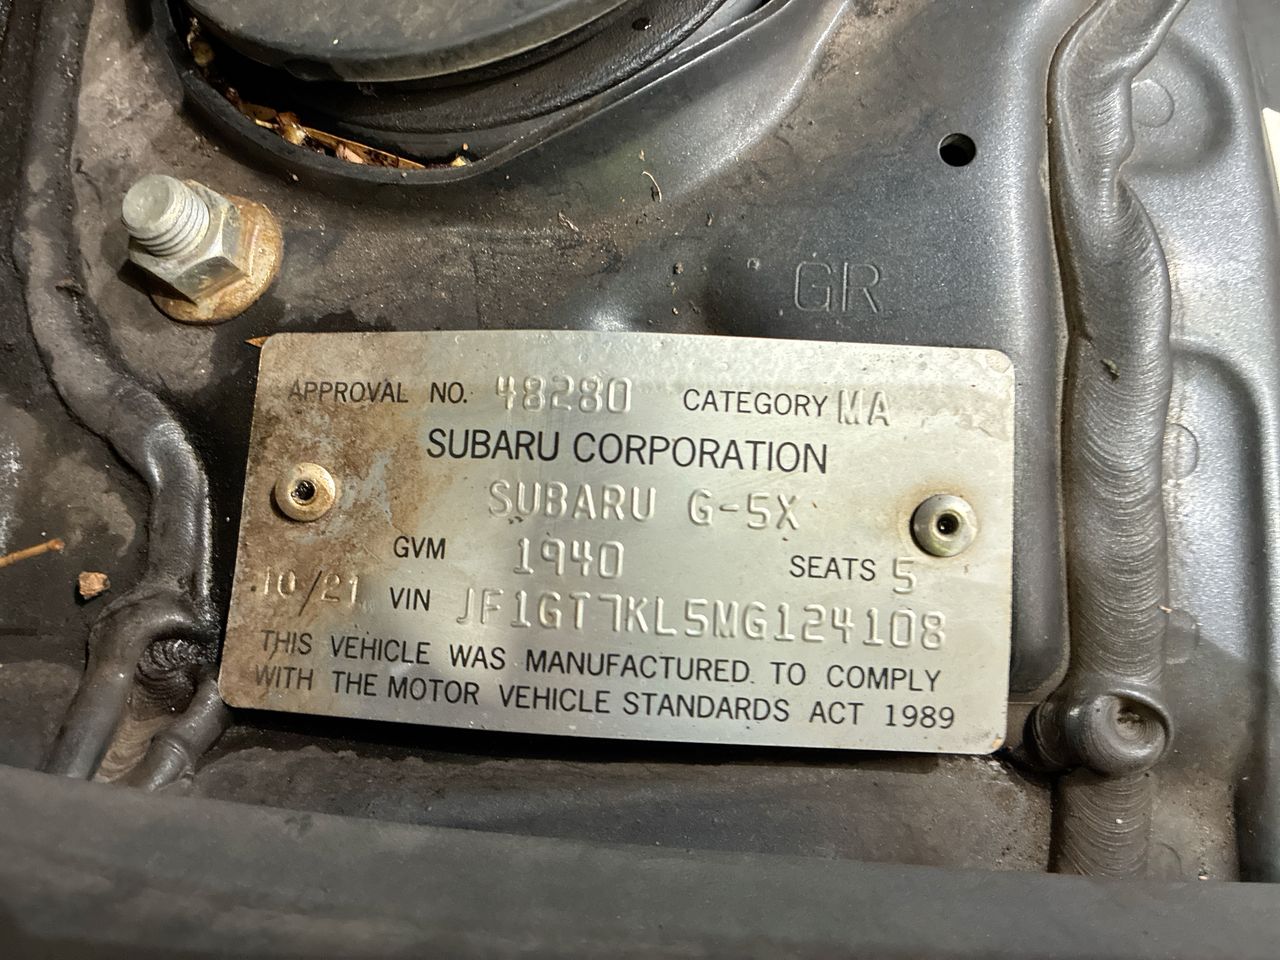 GR
APPROVAL NO. 48280 CATEGORY MA
SUBARU CORPORATION
SUBARU G-5X
GVM 1940 SEATS 5
10/21 VIN JF1GT7KL5MG124108
THIS VEHICLE WAS MANUFACTURED TO COMPLY
WITH THE MOTOR VEHICLE STANDARDS ACT 1989